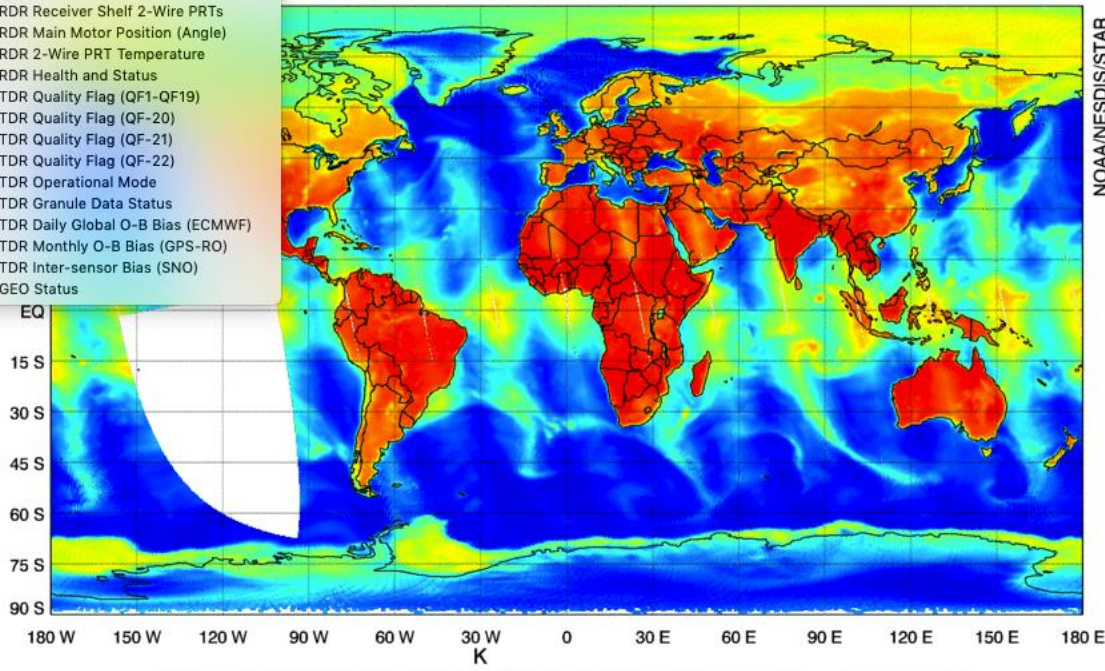 RDR Receiver Shelf 2-Wire PRTs
RDR Main Motor Position (Angle)
RDR 2-Wire PRT Temperature
RDR Health and Status
TDR Quality Flag (QF1-QF19)
TDR Quality Flag (QF-20)
TDR Quality Flag (QF-21)
TDR Quality Flag (QF-22)
TDR Operational Mode
TDR Granule Data Status
TDR Daily Global O-B Bias (ECMWF)
TDR Monthly O-B Bias (GPS-RO)
TDR Inter-sensor Bias (SNO)
GEO Status
NOAA/NESDIS/STAR
EQ
15 S
30 S
45 S
60 S
75 S
90 S
180 W 150 W 120 W 90 W 60 W 30 W 0 30 E 60 E 90 E 120 E 150 E 180 E
K